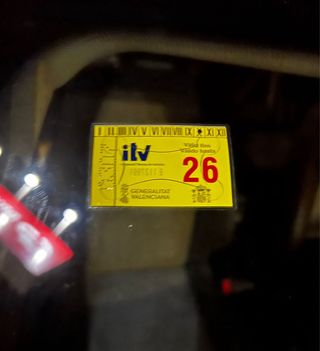 I II III IV V VI VII VIII IX XI XII
itv
Vàlid fins
Válido hasta
26
GENERALITAT
VALENCIANA